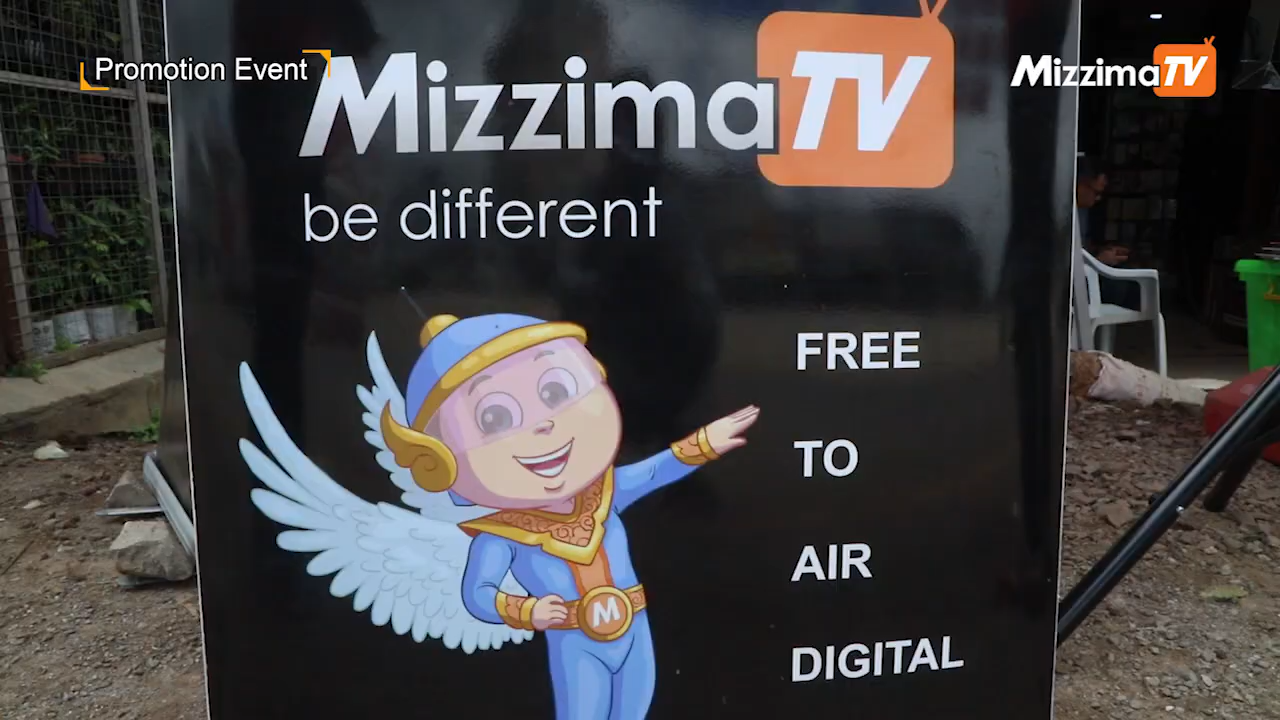 Promotion Event
MizzimaTV
MizzimaTV
be different
FREE
TO
AIR
DIGITAL
M